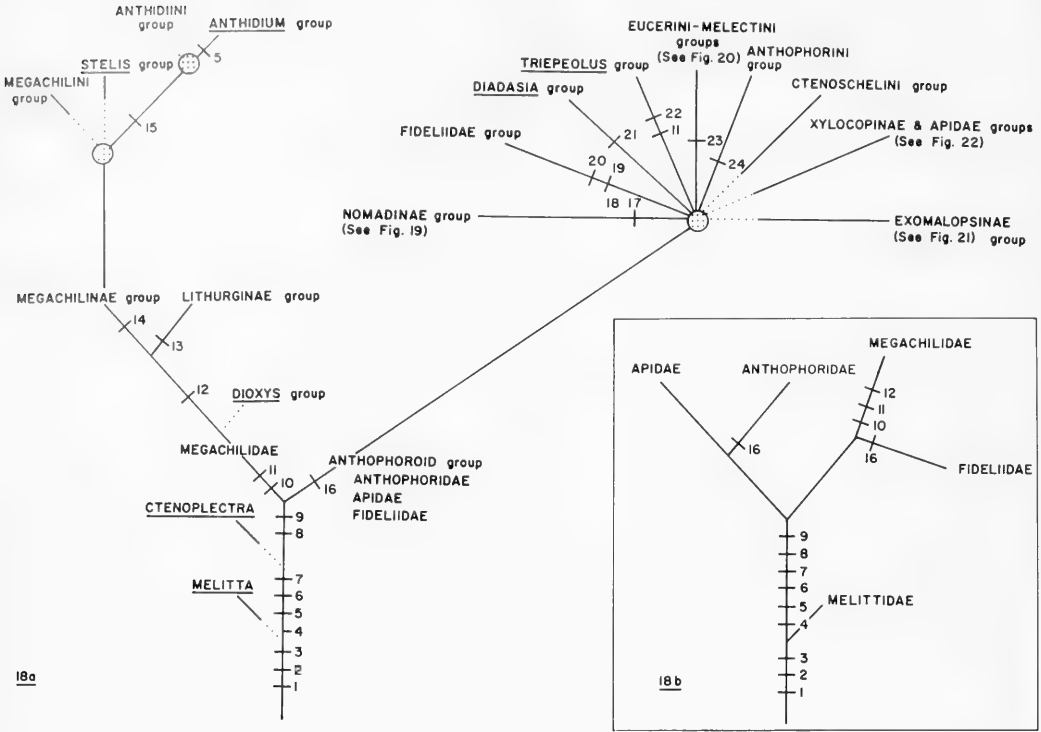 ANTHIDIINI
group
ANTHIDIUM group
5
STELIS group
MEGACHILINI
group
15
EUCERINI-MELECTINI
groups
(See Fig. 20)
ANTHOPHORINI
group
TRIEPEOLUS group
CTENOSCHELINI group
DIADASIA group
XYLOCOPINAE & APIDAE groups
(See Fig. 22)
FIDELIIDAE group
22
11
21
23
24
20 19
18 17
NOMADINAE group
(See Fig. 19)
EXOMALOPSINAE
(See Fig. 21) group
MEGACHILINAE group
LITHURGINAE group
14
13
12
DIOXYS group
MEGACHILIDAE
11
10
16
ANTHOPHOROID group
ANTHOPHORIDAE
APIDAE
FIDELIIDAE
CTENOPLECTRA
9
8
MELITTA
7
6
5
4
3
2
1
18a
MEGACHILIDAE
APIDAE
ANTHOPHORIDAE
12
11
10
16
16
FIDELIIDAE
9
8
7
6
5
4
MELITTIDAE
3
2
1
18b